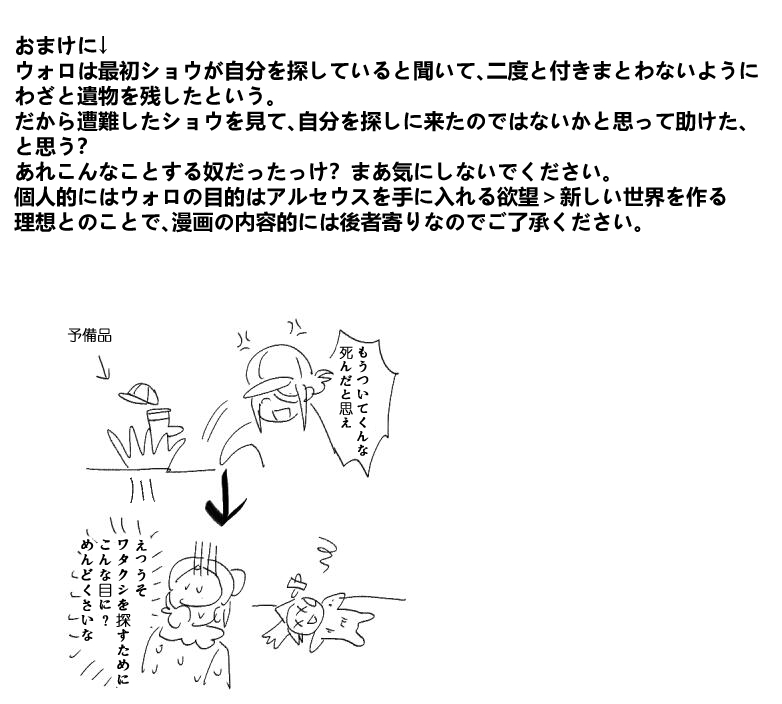 おまけに↓
ウォロは最初ショウが自分を探していると聞いて、二度と付きまとわないように
わざと遺物を残したという。
だから遭難したショウを見て、自分を探しに来たのではないかと思って助けた、
と思う?
あれこんなことする奴だったっけ? まあ気にしないでください。
個人的にはウォロの目的はアルセウスを手に入れる欲望＞新しい世界を作る
理想とのことで、漫画の内容的には後者寄りなのでご了承ください。
予備品
もうついてくんな
死んだと思え
えっうそ
ワタクシを探すために
こんな目に?
めんどくさいな